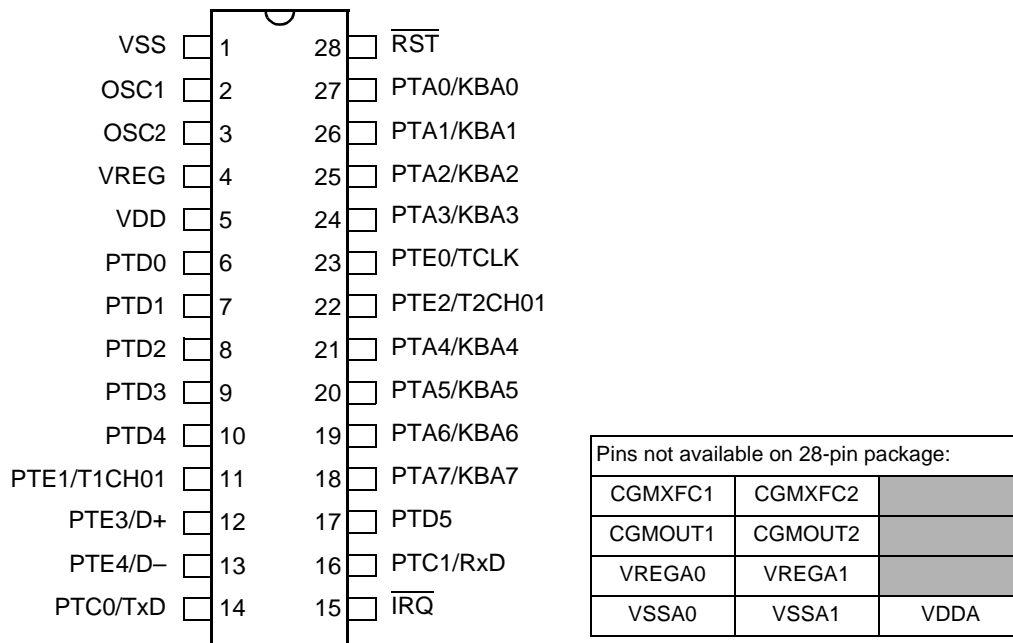 VSS 1 28 RST
OSC1 2 27 PTA0/KBA0
OSC2 3 26 PTA1/KBA1
VREG 4 25 PTA2/KBA2
VDD 5 24 PTA3/KBA3
PTD0 6 23 PTE0/TCLK
PTD1 7 22 PTE2/T2CH01
PTD2 8 21 PTA4/KBA4
PTD3 9 20 PTA5/KBA5
PTD4 10 19 PTA6/KBA6
PTE1/T1CH01 11 18 PTA7/KBA7
PTE3/D+ 12 17 PTD5
PTE4/D– 13 16 PTC1/RxD
PTC0/TxD 14 15 IRQ
Pins not available on 28-pin package:
CGMXFC1 CGMXFC2
CGMOUT1 CGMOUT2
VREGA0 VREGA1
VSSA0 VSSA1 VDDA